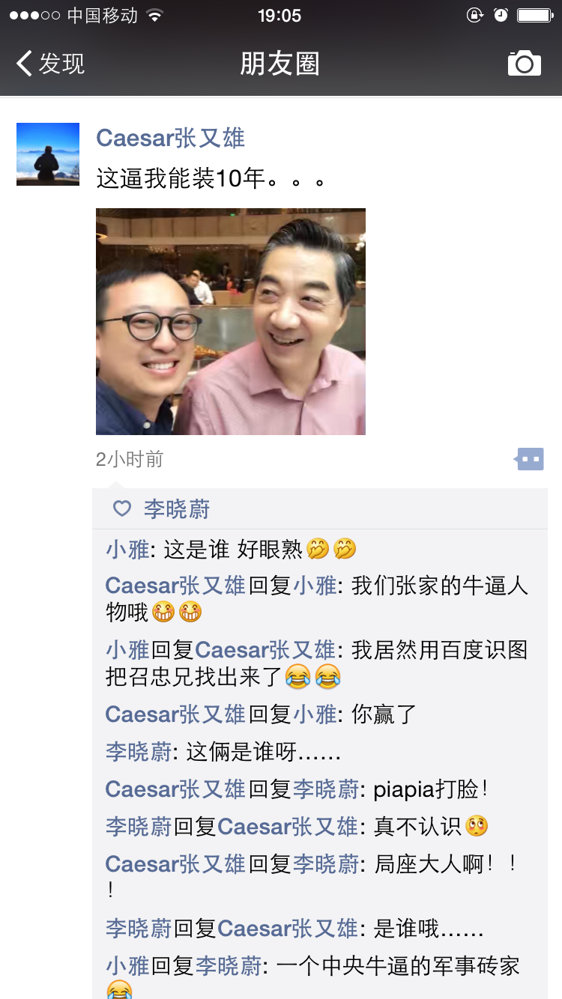 中国移动 19:05
发现 朋友圈
Caesar张又雄
这逼我能装10年。。。
2小时前
李晓蔚
小雅: 这是谁 好眼熟🤭🤭
Caesar张又雄回复小雅: 我们张家的牛逼人
物哦😁😁
小雅回复Caesar张又雄: 我居然用百度识图
把召忠兄找出来了😂😂
Caesar张又雄回复小雅: 你赢了
李晓蔚: 这俩是谁呀......
Caesar张又雄回复李晓蔚: piapia打脸！
李晓蔚回复Caesar张又雄: 真不认识🥺
Caesar张又雄回复李晓蔚: 局座大人啊！！
！
李晓蔚回复Caesar张又雄: 是谁哦......
小雅回复李晓蔚: 一个中央牛逼的军事砖家
😂